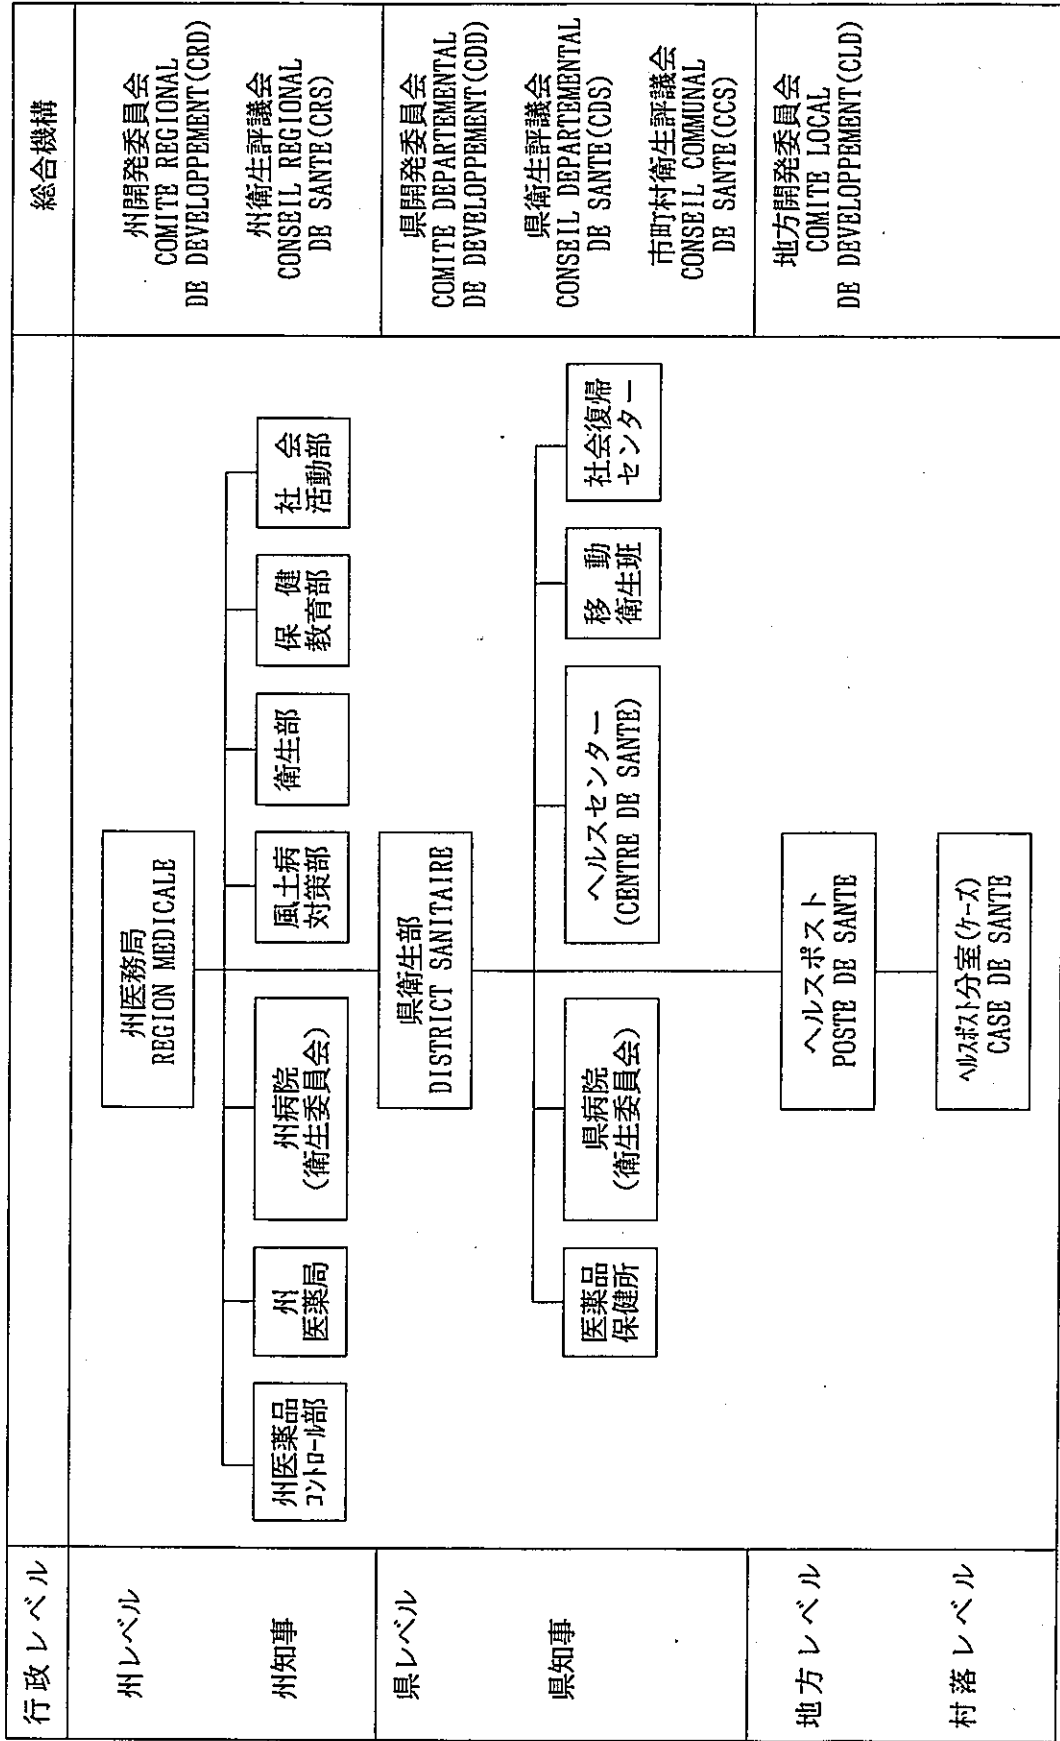 行政レベル
総合機構
州レベル
州知事
州医務局
REGION MEDICALE
州医薬品
コントロール部
州
医薬局
州病院
(衛生委員会)
風土病
対策部
衛生部
保 健
教育部
社 会
活動部
州開発委員会
COMITE REGIONAL
DE DEVELOPPEMENT(CRD)
州衛生評議会
CONSEIL REGIONAL
DE SANTE(CRS)
県レベル
県知事
県衛生部
DISTRICT SANITAIRE
医薬品
保健所
県病院
(衛生委員会)
ヘルスセンター
(CENTRE DE SANTE)
移 動
衛生班
社会復帰
センター
県開発委員会
COMITE DEPARTEMENTAL
DE DEVELOPPEMENT(CDD)
県衛生評議会
CONSEIL DEPARTEMENTAL
DE SANTE(CDS)
市町村衛生評議会
CONSEIL COMMUNAL
DE SANTE(CCS)
地方レベル
ヘルスポスト
POSTE DE SANTE
地方開発委員会
COMITE LOCAL
DE DEVELOPPEMENT(CLD)
村落レベル
ヘルスポスト分室(ケーズ)
CASE DE SANTE